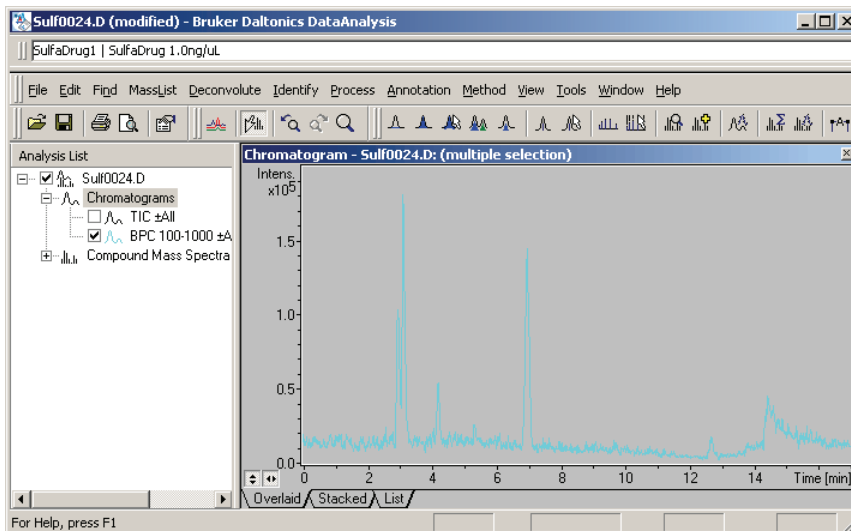 Sulf0024.D (modified) - Bruker Daltonics DataAnalysis
SulfaDrug1 | SulfaDrug 1.0ng/uL
File Edit Find MassList Deconvolute Identify Process Annotation Method View Tools Window Help
Analysis List
Sulf0024.D
Chromatograms
TIC ±All
BPC 100-1000 ±A
Compound Mass Spectra
Chromatogram - Sulf0024.D: (multiple selection)
Intens.
x10⁵
1.5
1.0
0.5
0.0
0 2 4 6 8 10 12 14 Time [min]
Overlaid Stacked List
For Help, press F1